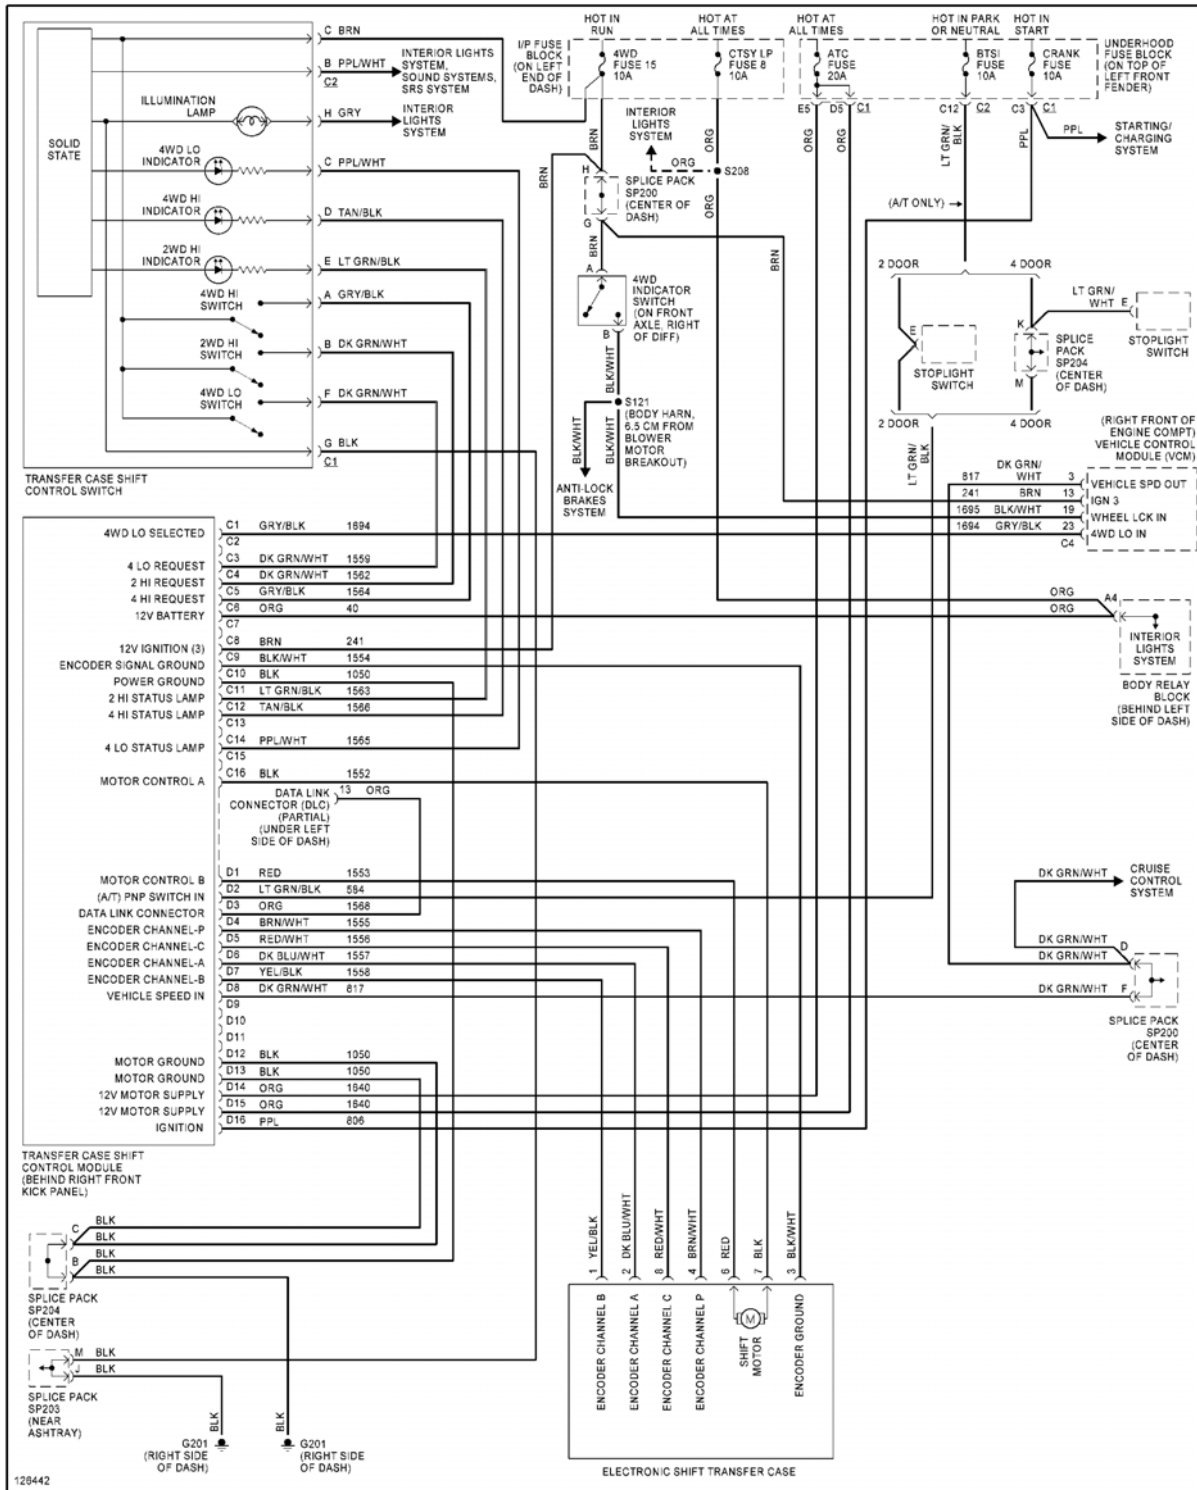 C BRN
B PPL/WHT
C2
INTERIOR LIGHTS
SYSTEM,
SOUND SYSTEMS,
SRS SYSTEM
ILLUMINATION
LAMP
H GRY
INTERIOR
LIGHTS
SYSTEM
SOLID
STATE
4WD LO
INDICATOR
C PPL/WHT
4WD HI
INDICATOR
D TAN/BLK
2WD HI
INDICATOR
E LT GRN/BLK
4WD HI
SWITCH
A GRY/BLK
2WD HI
SWITCH
B DK GRN/WHT
4WD LO
SWITCH
F DK GRN/WHT
G BLK
C1
TRANSFER CASE SHIFT
CONTROL SWITCH
HOT IN
RUN
HOT AT
ALL TIMES
HOT AT
ALL TIMES
HOT IN PARK
OR NEUTRAL
HOT IN
START
I/P FUSE
BLOCK
(ON LEFT
END OF
DASH)
4WD
FUSE 15
10A
CTSY LP
FUSE 8
10A
ATC
FUSE
20A
BTSI
FUSE
10A
CRANK
FUSE
10A
UNDERHOOD
FUSE BLOCK
(ON TOP OF
LEFT FRONT
FENDER)
E5 D5 C1
C12 C2
C3 C1
BRN
INTERIOR
LIGHTS
SYSTEM
ORG
ORG
S208
ORG
ORG
ORG
LT GRN/
BLK
PPL
PPL
STARTING/
CHARGING
SYSTEM
BRN
H
SPLICE PACK
SP200
(CENTER OF
DASH)
G
BRN
BRN
(A/T ONLY)
A
4WD
INDICATOR
SWITCH
(ON FRONT
AXLE, RIGHT
OF DIFF)
B
BLK/WHT
2 DOOR
4 DOOR
LT GRN/
WHT E
STOPLIGHT
SWITCH
E
STOPLIGHT
SWITCH
K
SPLICE
PACK
SP204
(CENTER
OF DASH)
M
2 DOOR
4 DOOR
LT GRN/
BLK
S121
(BODY HARN,
6.5 CM FROM
BLOWER
MOTOR
BREAKOUT)
BLK/WHT
BLK/WHT
ANTI-LOCK
BRAKES
SYSTEM
(RIGHT FRONT OF
ENGINE COMPT)
VEHICLE CONTROL
MODULE (VCM)
817 DK GRN/
WHT 3 VEHICLE SPD OUT
241 BRN 13 IGN 3
1695 BLK/WHT 19 WHEEL LCK IN
1694 GRY/BLK 23 4WD LO IN
C4
4WD LO SELECTED C1 GRY/BLK 1694
C2
4 LO REQUEST C3 DK GRN/WHT 1559
2 HI REQUEST C4 DK GRN/WHT 1562
4 HI REQUEST C5 GRY/BLK 1564
12V BATTERY C6 ORG 40
C7
12V IGNITION (3) C8 BRN 241
ENCODER SIGNAL GROUND C9 BLK/WHT 1554
POWER GROUND C10 BLK 1050
2 HI STATUS LAMP C11 LT GRN/BLK 1563
4 HI STATUS LAMP C12 TAN/BLK 1566
C13
4 LO STATUS LAMP C14 PPL/WHT 1565
C15
MOTOR CONTROL A C16 BLK 1552
DATA LINK
CONNECTOR (DLC)
(PARTIAL)
(UNDER LEFT
SIDE OF DASH)
13 ORG
MOTOR CONTROL B D1 RED 1553
(A/T) PNP SWITCH IN D2 LT GRN/BLK 584
DATA LINK CONNECTOR D3 ORG 1568
ENCODER CHANNEL-P D4 BRN/WHT 1555
ENCODER CHANNEL-C D5 RED/WHT 1556
ENCODER CHANNEL-A D6 DK BLU/WHT 1557
ENCODER CHANNEL-B D7 YEL/BLK 1558
VEHICLE SPEED IN D8 DK GRN/WHT 817
D9
D10
D11
MOTOR GROUND D12 BLK 1050
MOTOR GROUND D13 BLK 1050
12V MOTOR SUPPLY D14 ORG 1640
12V MOTOR SUPPLY D15 ORG 1640
IGNITION D16 PPL 806
TRANSFER CASE SHIFT
CONTROL MODULE
(BEHIND RIGHT FRONT
KICK PANEL)
ORG A4
ORG
INTERIOR
LIGHTS
SYSTEM
BODY RELAY
BLOCK
(BEHIND LEFT
SIDE OF DASH)
DK GRN/WHT
CRUISE
CONTROL
SYSTEM
DK GRN/WHT D
DK GRN/WHT
DK GRN/WHT F
SPLICE PACK
SP200
(CENTER
OF DASH)
C BLK
BLK
B BLK
BLK
SPLICE PACK
SP204
(CENTER
OF DASH)
M BLK
J BLK
SPLICE PACK
SP203
(NEAR
ASHTRAY)
BLK
BLK
G201
(RIGHT SIDE
OF DASH)
G201
(RIGHT SIDE
OF DASH)
1 YEL/BLK
2 DK BLU/WHT
8 RED/WHT
4 BRN/WHT
6 RED
7 BLK
3 BLK/WHT
ENCODER CHANNEL B
ENCODER CHANNEL A
ENCODER CHANNEL C
ENCODER CHANNEL P
M
SHIFT
MOTOR
ENCODER GROUND
ELECTRONIC SHIFT TRANSFER CASE
126442